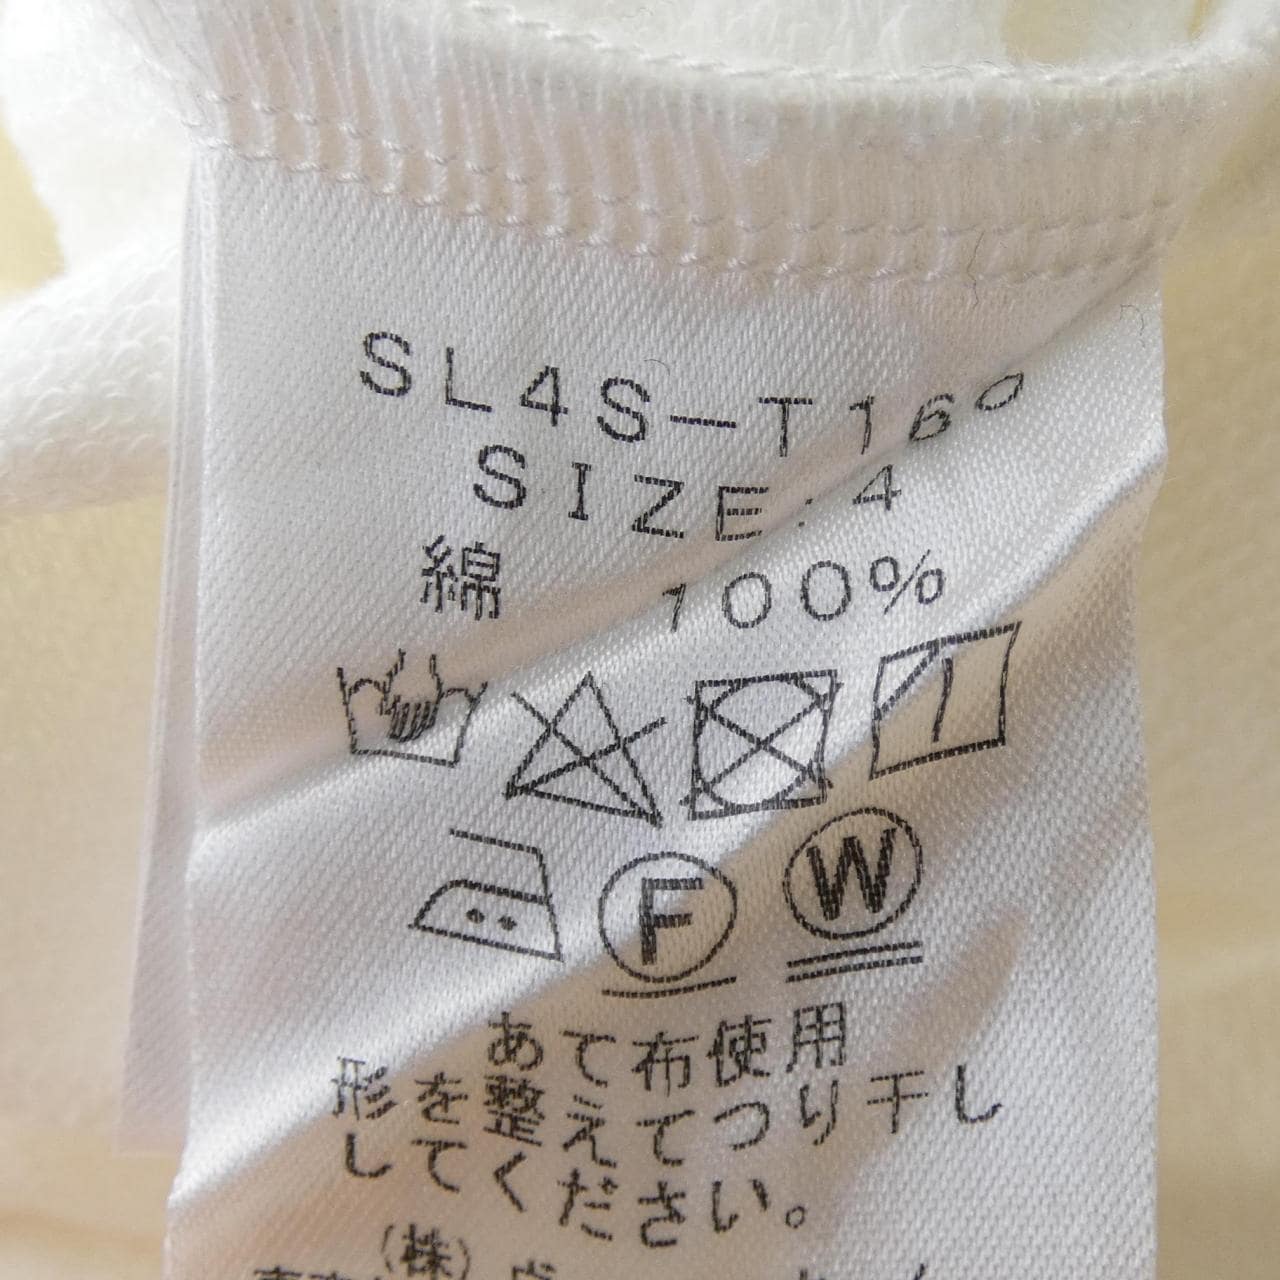 SL4S-T160
SIZE:4
綿 100%
F W
あて布使用
形を整えてつり干し
してください。
(株)